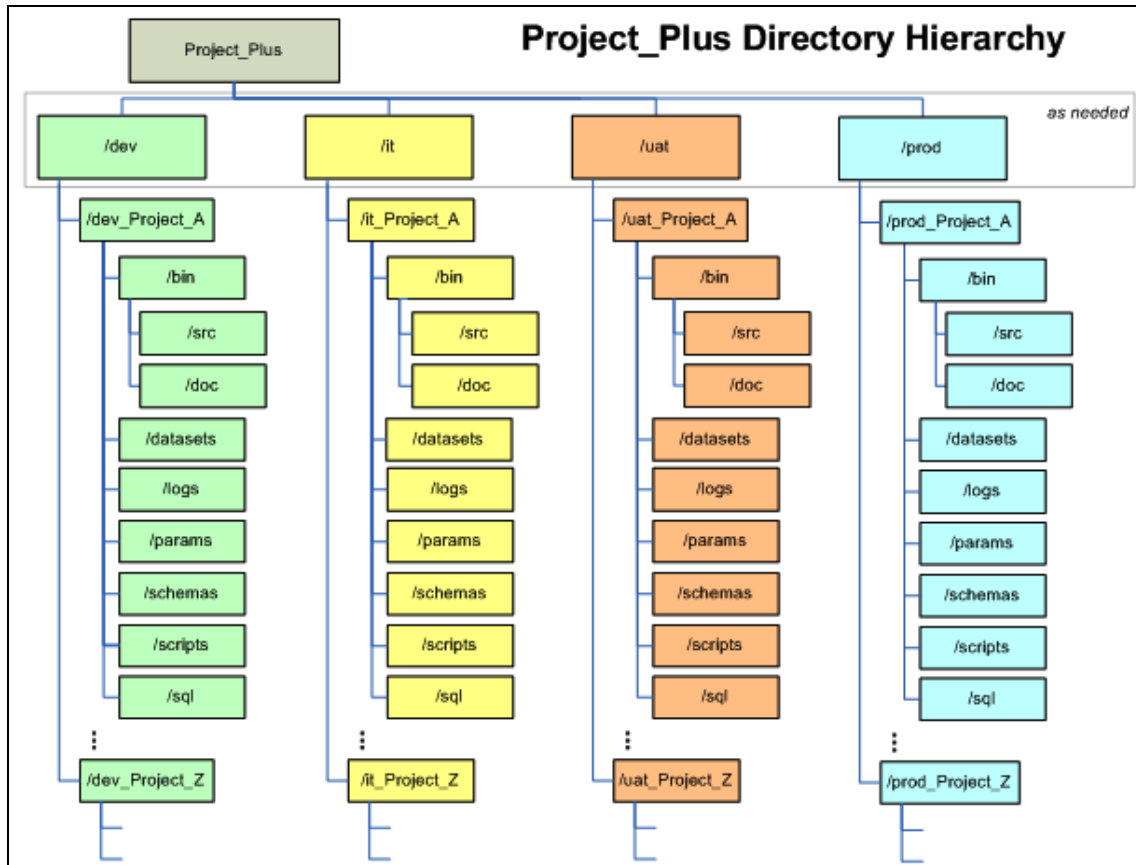 Project_Plus
Project_Plus Directory Hierarchy
as needed
/dev
/it
/uat
/prod
/dev_Project_A
/bin
/src
/doc
/datasets
/logs
/params
/schemas
/scripts
/sql
/dev_Project_Z
/it_Project_A
/bin
/src
/doc
/datasets
/logs
/params
/schemas
/scripts
/sql
/it_Project_Z
/uat_Project_A
/bin
/src
/doc
/datasets
/logs
/params
/schemas
/scripts
/sql
/uat_Project_Z
/prod_Project_A
/bin
/src
/doc
/datasets
/logs
/params
/schemas
/scripts
/sql
/prod_Project_Z